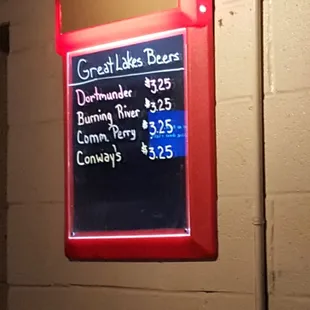 Great Lakes Beers
Dortmunder $3.25
Burning River $3.25
Comm. Perry $3.25
Conway's $3.25